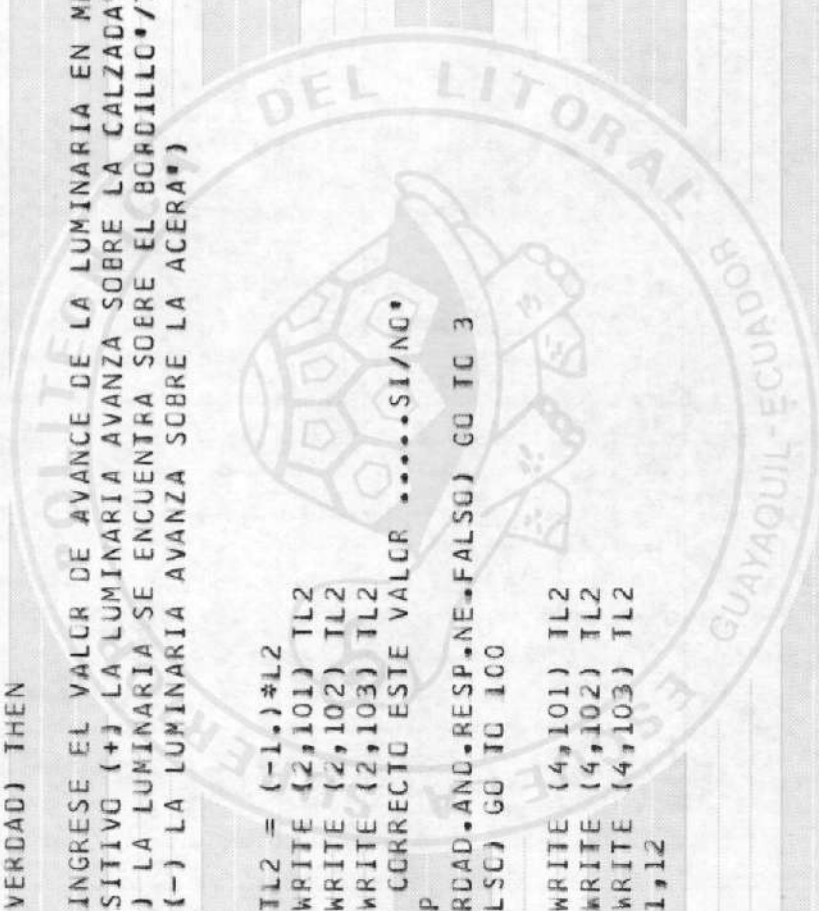 VERDAD) THEN
INGRESE EL VALOR DE AVANCE DE LA LUMINARIA EN
SITIVO (+) LA LUMINARIA AVANZA SOBRE LA CALZADA
) LA LUMINARIA SE ENCUENTRA SOBRE EL BORDILLO"/
(-) LA LUMINARIA AVANZA SOBRE LA ACERA")
TL2 = (-1.)*L2
WRITE (2,101) TL2
WRITE (2,102) TL2
WRITE (2,103) TL2
CORRECTO ESTE VALOR .....SI/NO"
P
RDAD.AND.RESP.NE.FALSO) GO TO 3
LSO) GO TO 100
WRITE (4,101) TL2
WRITE (4,102) TL2
WRITE (4,103) TL2
1,12
DEL LITORAL
GUAYAQUIL-ECUADOR